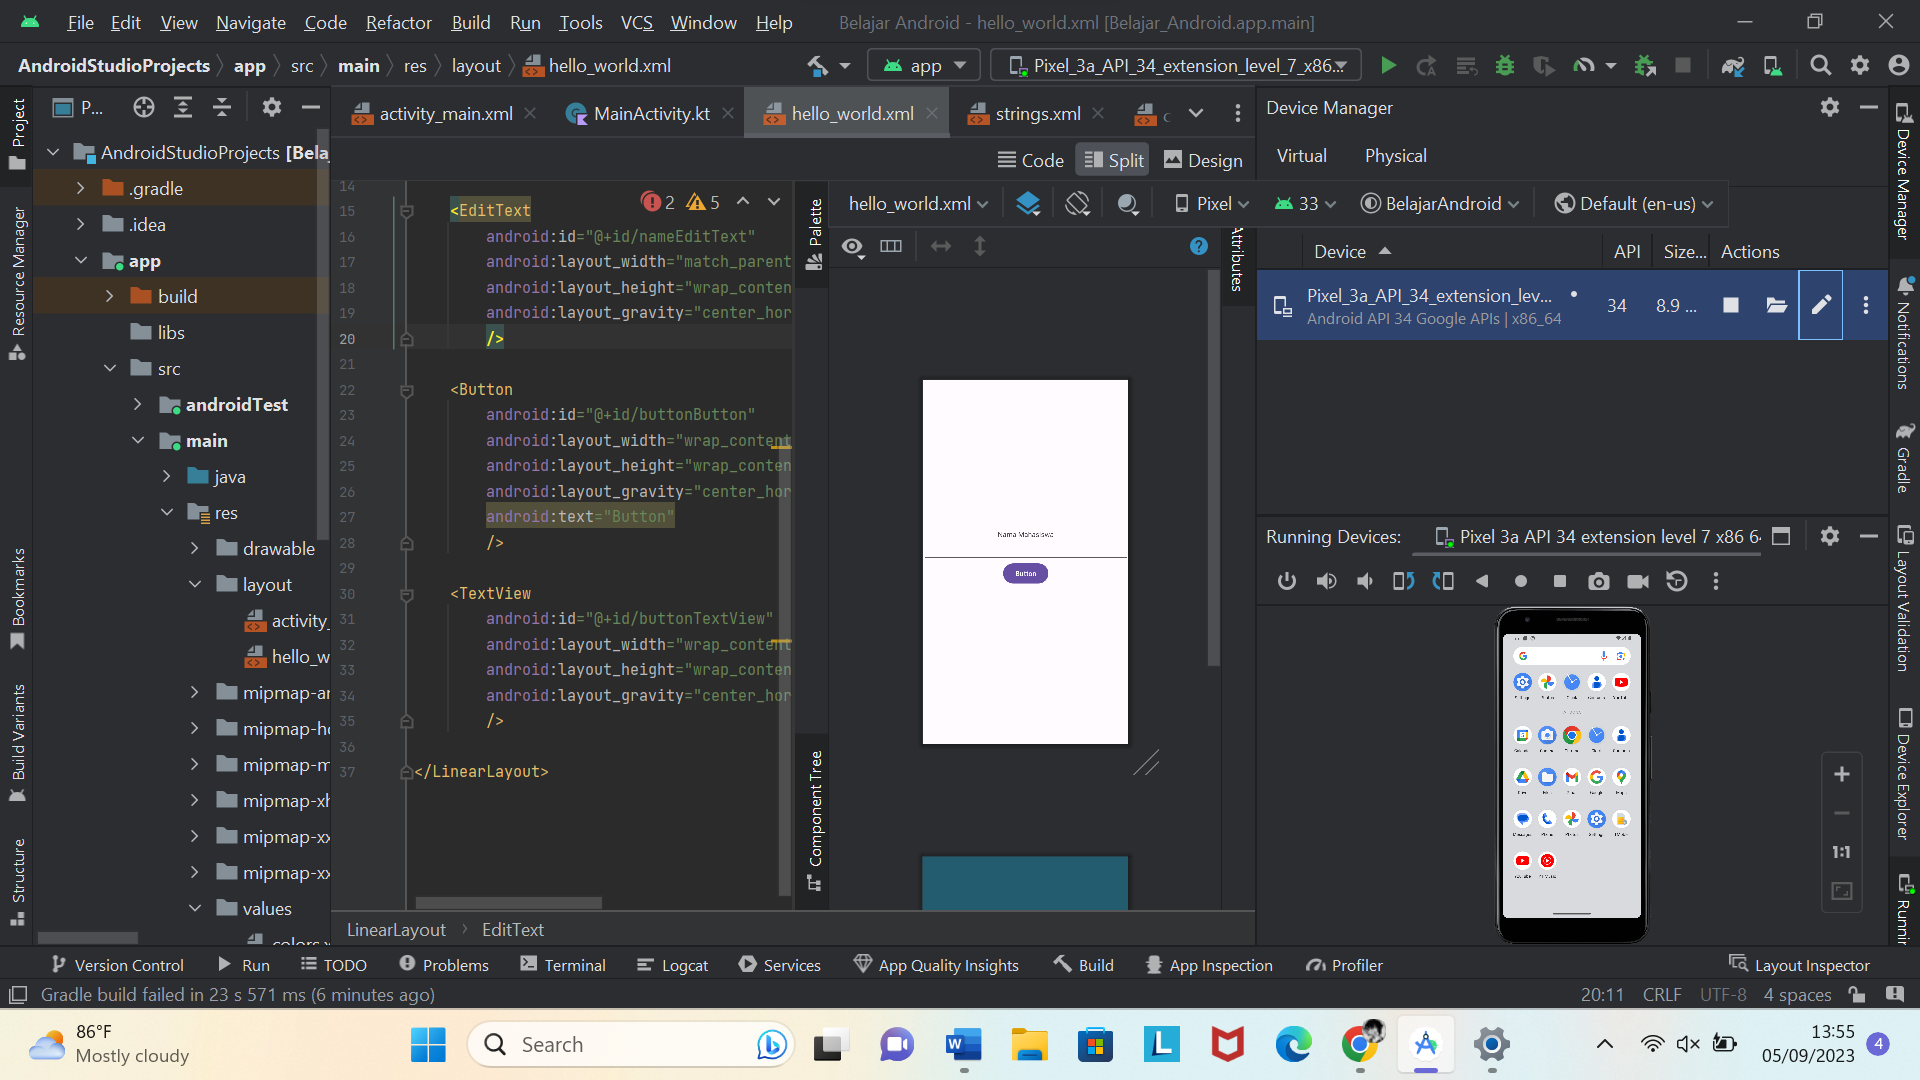 File Edit View Navigate Code Refactor Build Run Tools VCS Window Help
Belajar Android - hello_world.xml [Belajar_Android.app.main]
AndroidStudioProjects app src main res layout hello_world.xml
app
Pixel_3a_API_34_extension_level_7_x86...
Project
Resource Manager
Bookmarks
Build Variants
Structure
P...
AndroidStudioProjects [Bela
.gradle
.idea
app
build
libs
src
androidTest
main
java
res
drawable
layout
activity_
hello_w
mipmap-ar
mipmap-ho
mipmap-m
mipmap-xh
mipmap-xx
mipmap-xx
values
colors.x
activity_main.xml
MainActivity.kt
hello_world.xml
strings.xml
c
Code
Split
Design
2 5
14
15 <EditText
16 android:id="@+id/nameEditText"
17 android:layout_width="match_parent
18 android:layout_height="wrap_conten
19 android:layout_gravity="center_hor
20 />
21
22 <Button
23 android:id="@+id/buttonButton"
24 android:layout_width="wrap_content
25 android:layout_height="wrap_conten
26 android:layout_gravity="center_hor
27 android:text="Button"
28 />
29
30 <TextView
31 android:id="@+id/buttonTextView"
32 android:layout_width="wrap_content
33 android:layout_height="wrap_conten
34 android:layout_gravity="center_hor
35 />
36
37 </LinearLayout>
LinearLayout EditText
Palette
Component Tree
hello_world.xml
Pixel
33
BelajarAndroid
Default (en-us)
Attributes
Nama Mahasiswa
Button
Device Manager
Virtual
Physical
Device API Size... Actions
Pixel_3a_API_34_extension_lev... 34 8.9 ...
Android API 34 Google APIs | x86_64
Running Devices:
Pixel 3a API 34 extension level 7 x86 6
1:1
Device Manager
Notifications
Gradle
Layout Validation
Device Explorer
Runnin
Version Control
Run
TODO
Problems
Terminal
Logcat
Services
App Quality Insights
Build
App Inspection
Profiler
Layout Inspector
Gradle build failed in 23 s 571 ms (6 minutes ago)
20:11 CRLF UTF-8 4 spaces
86°F
Mostly cloudy
Search
13:55
05/09/2023
4